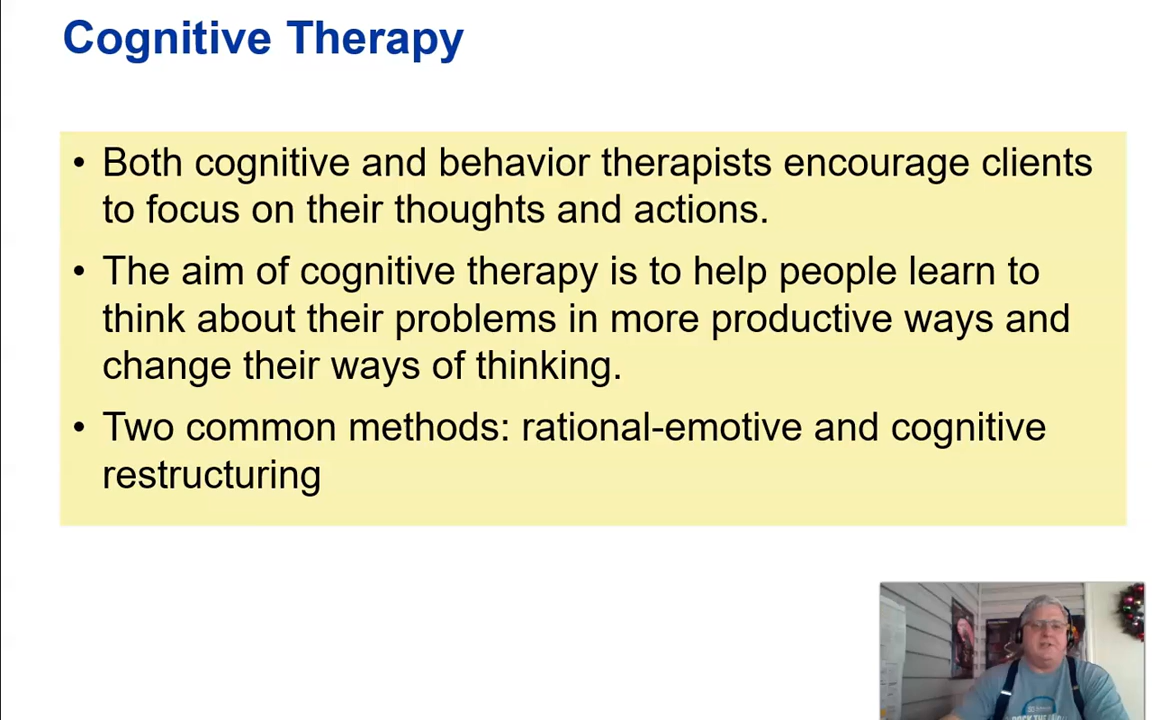 Cognitive Therapy
• Both cognitive and behavior therapists encourage clients
to focus on their thoughts and actions.
• The aim of cognitive therapy is to help people learn to
think about their problems in more productive ways and
change their ways of thinking.
• Two common methods: rational-emotive and cognitive
restructuring